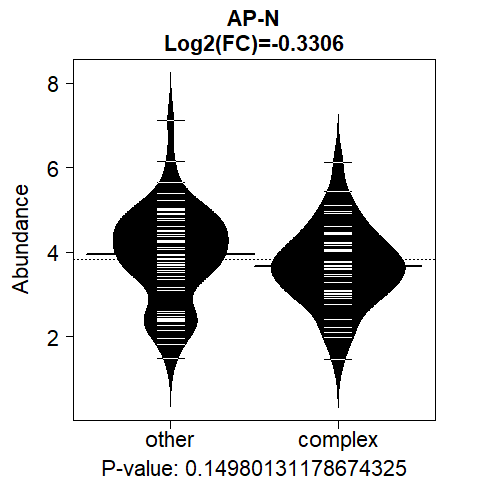 AP-N
Log2(FC)=-0.3306
Abundance
8
6
4
2
other complex
P-value: 0.14980131178674325